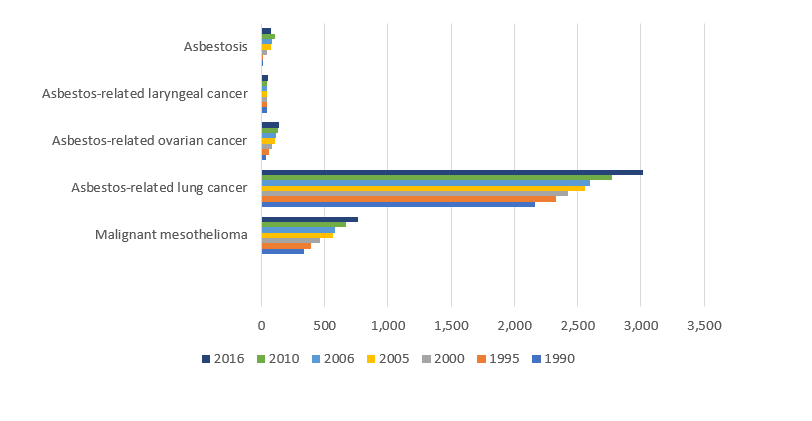 Asbestosis
Asbestos-related laryngeal cancer
Asbestos-related ovarian cancer
Asbestos-related lung cancer
Malignant mesothelioma
0 500 1,000 1,500 2,000 2,500 3,000 3,500
2016 2010 2006 2005 2000 1995 1990